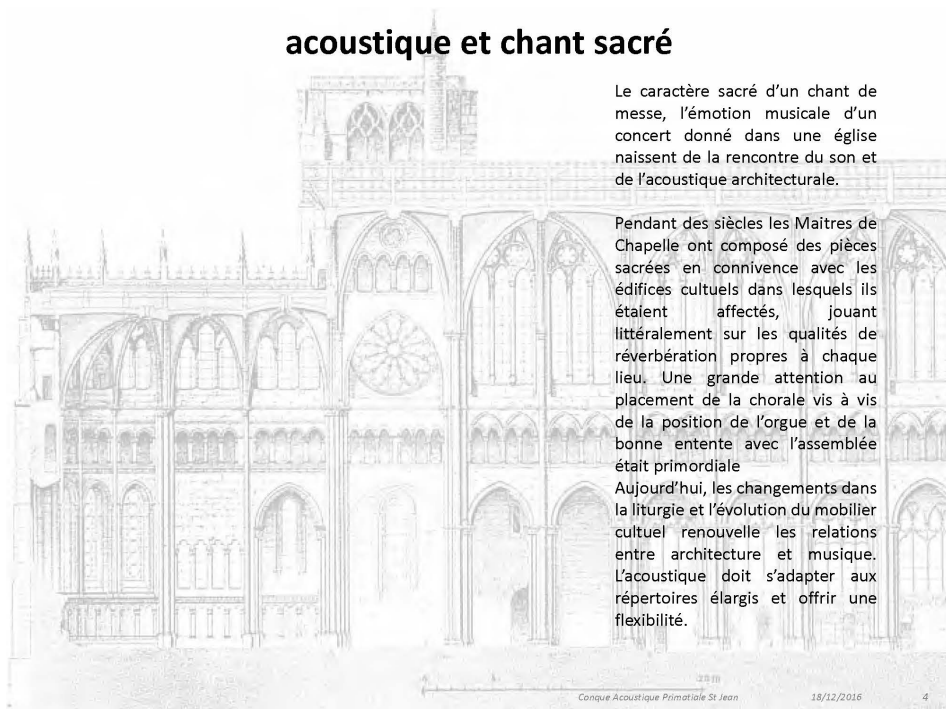 acoustique et chant sacré
Le caractère sacré d’un chant de
messe, l’émotion musicale d’un
concert donné dans une église
naissent de la rencontre du son et
de l’acoustique architecturale.
Pendant des siècles les Maitres de
Chapelle ont composé des pièces
sacrées en connivence avec les
édifices cultuels dans lesquels ils
étaient affectés, jouant
littéralement sur les qualités de
réverbération propres à chaque
lieu. Une grande attention au
placement de la chorale vis à vis
de la position de l’orgue et de la
bonne entente avec l’assemblée
était primordiale
Aujourd’hui, les changements dans
la liturgie et l’évolution du mobilier
cultuel renouvelle les relations
entre architecture et musique.
L’acoustique doit s’adapter aux
répertoires élargis et offrir une
flexibilité.
Conque Acoustique Primatiale St Jean 18/12/2016 4